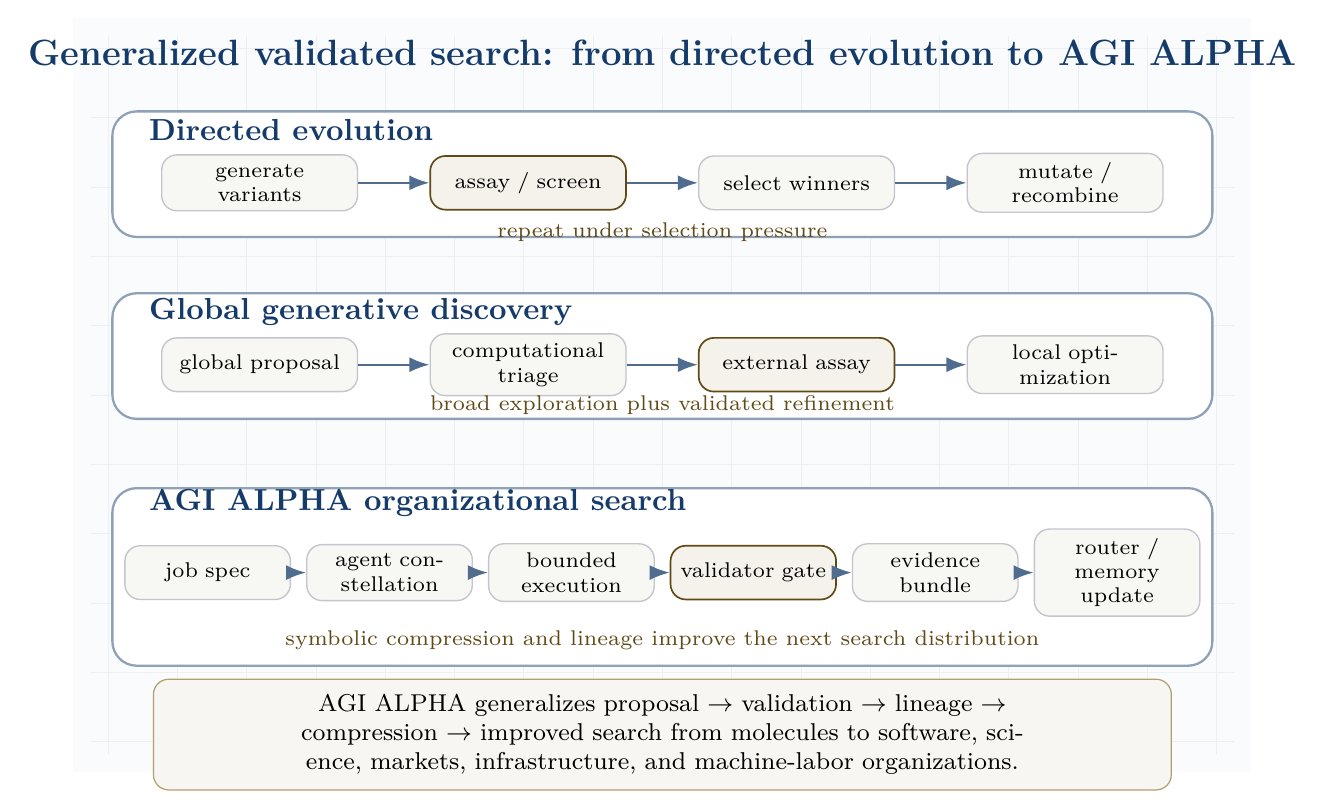 Generalized validated search: from directed evolution to AGI ALPHA
Directed evolution
generate
variants
assay / screen
select winners
mutate /
recombine
repeat under selection pressure
Global generative discovery
global proposal
computational
triage
external assay
local opti-
mization
broad exploration plus validated refinement
AGI ALPHA organizational search
job spec
agent con-
stellation
bounded
execution
validator gate
evidence
bundle
router /
memory
update
symbolic compression and lineage improve the next search distribution
AGI ALPHA generalizes proposal → validation → lineage →
compression → improved search from molecules to software, sci-
ence, markets, infrastructure, and machine-labor organizations.